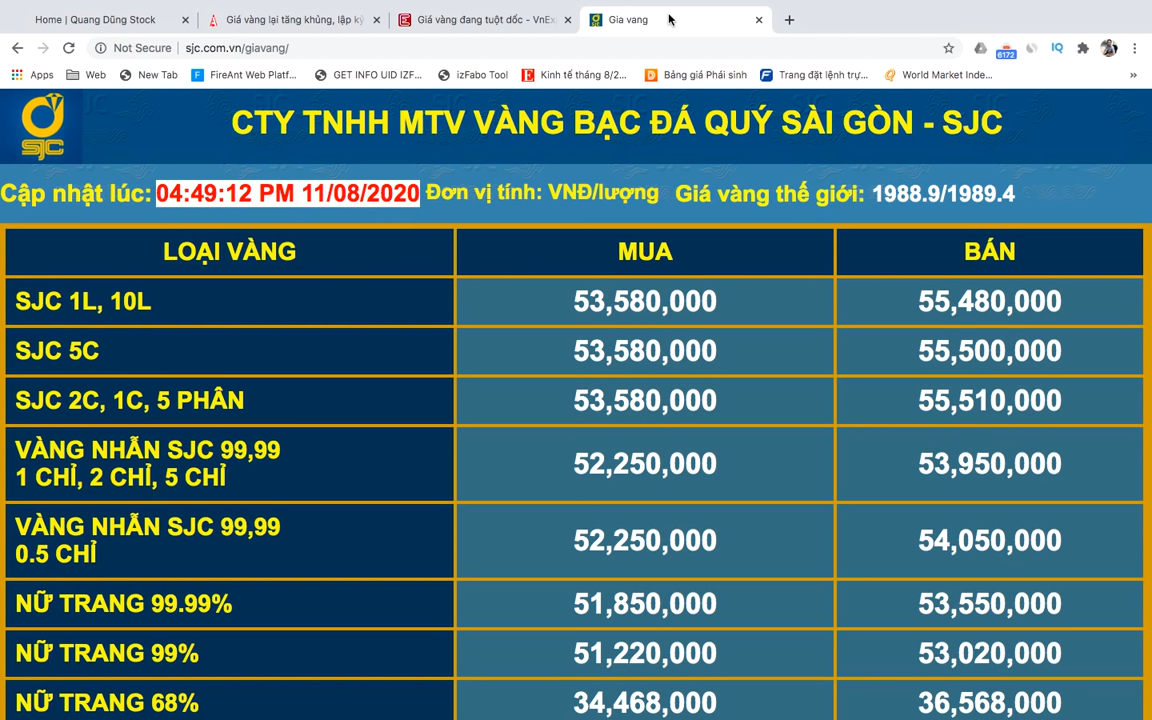 Home | Quang Dũng Stock
Giá vàng lại tăng khủng, lập kỷ
Giá vàng đang tuột dốc - VnEx
Gia vang
Not Secure | sjc.com.vn/giavang/
6172
IQ
Apps
Web
New Tab
FireAnt Web Platf...
GET INFO UID IZF...
izFabo Tool
Kinh tế tháng 8/2...
Bảng giá Phái sinh
Trang đặt lệnh trự...
World Market Inde...
SJC
CTY TNHH MTV VÀNG BẠC ĐÁ QUÝ SÀI GÒN - SJC
Cập nhật lúc: 04:49:12 PM 11/08/2020 Đơn vị tính: VNĐ/lượng Giá vàng thế giới: 1988.9/1989.4
LOẠI VÀNG MUA BÁN
SJC 1L, 10L 53,580,000 55,480,000
SJC 5C 53,580,000 55,500,000
SJC 2C, 1C, 5 PHÂN 53,580,000 55,510,000
VÀNG NHẪN SJC 99,99
1 CHỈ, 2 CHỈ, 5 CHỈ 52,250,000 53,950,000
VÀNG NHẪN SJC 99,99
0.5 CHỈ 52,250,000 54,050,000
NỮ TRANG 99.99% 51,850,000 53,550,000
NỮ TRANG 99% 51,220,000 53,020,000
NỮ TRANG 68% 34,468,000 36,568,000